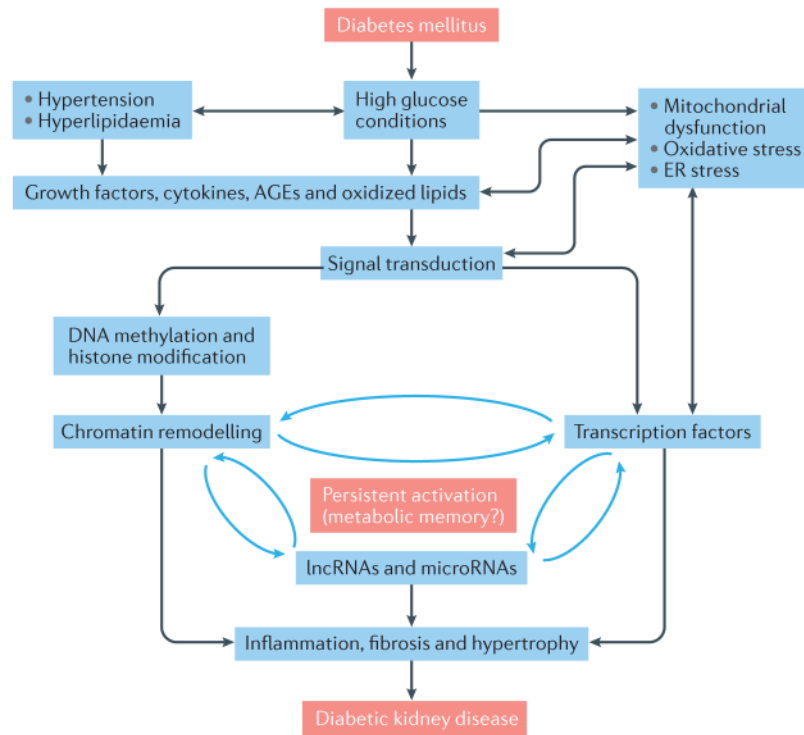 Diabetes mellitus
• Hypertension
• Hyperlipidaemia
High glucose
conditions
• Mitochondrial
dysfunction
• Oxidative stress
• ER stress
Growth factors, cytokines, AGEs and oxidized lipids
Signal transduction
DNA methylation and
histone modification
Chromatin remodelling
Transcription factors
Persistent activation
(metabolic memory?)
lncRNAs and microRNAs
Inflammation, fibrosis and hypertrophy
Diabetic kidney disease